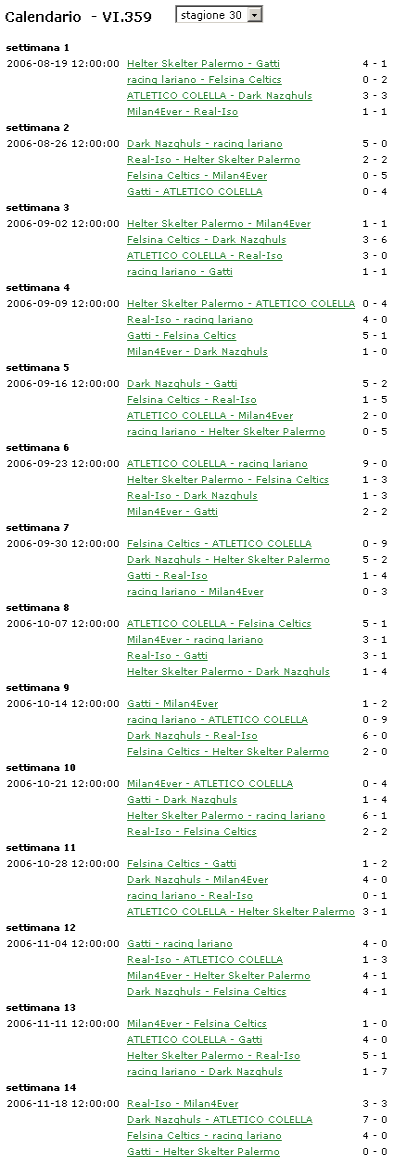 Calendario - VI.359 stagione 30
settimana 1
2006-08-19 12:00:00 Helter Skelter Palermo - Gatti 4 - 1
racing lariano - Felsina Celtics 0 - 2
ATLETICO COLELLA - Dark Nazghuls 3 - 3
Milan4Ever - Real-Iso 1 - 1
settimana 2
2006-08-26 12:00:00 Dark Nazghuls - racing lariano 5 - 0
Real-Iso - Helter Skelter Palermo 2 - 2
Felsina Celtics - Milan4Ever 0 - 5
Gatti - ATLETICO COLELLA 0 - 4
settimana 3
2006-09-02 12:00:00 Helter Skelter Palermo - Milan4Ever 1 - 1
Felsina Celtics - Dark Nazghuls 3 - 6
ATLETICO COLELLA - Real-Iso 3 - 0
racing lariano - Gatti 1 - 1
settimana 4
2006-09-09 12:00:00 Helter Skelter Palermo - ATLETICO COLELLA 0 - 4
Real-Iso - racing lariano 4 - 0
Gatti - Felsina Celtics 5 - 1
Milan4Ever - Dark Nazghuls 1 - 0
settimana 5
2006-09-16 12:00:00 Dark Nazghuls - Gatti 5 - 2
Felsina Celtics - Real-Iso 1 - 5
ATLETICO COLELLA - Milan4Ever 2 - 0
racing lariano - Helter Skelter Palermo 0 - 5
settimana 6
2006-09-23 12:00:00 ATLETICO COLELLA - racing lariano 9 - 0
Helter Skelter Palermo - Felsina Celtics 1 - 3
Real-Iso - Dark Nazghuls 1 - 3
Milan4Ever - Gatti 2 - 2
settimana 7
2006-09-30 12:00:00 Felsina Celtics - ATLETICO COLELLA 0 - 9
Dark Nazghuls - Helter Skelter Palermo 5 - 2
Gatti - Real-Iso 1 - 4
racing lariano - Milan4Ever 0 - 3
settimana 8
2006-10-07 12:00:00 ATLETICO COLELLA - Felsina Celtics 5 - 1
Milan4Ever - racing lariano 3 - 1
Real-Iso - Gatti 3 - 1
Helter Skelter Palermo - Dark Nazghuls 1 - 4
settimana 9
2006-10-14 12:00:00 Gatti - Milan4Ever 1 - 2
racing lariano - ATLETICO COLELLA 0 - 9
Dark Nazghuls - Real-Iso 6 - 0
Felsina Celtics - Helter Skelter Palermo 2 - 0
settimana 10
2006-10-21 12:00:00 Milan4Ever - ATLETICO COLELLA 0 - 4
Gatti - Dark Nazghuls 1 - 4
Helter Skelter Palermo - racing lariano 6 - 1
Real-Iso - Felsina Celtics 2 - 2
settimana 11
2006-10-28 12:00:00 Felsina Celtics - Gatti 1 - 2
Dark Nazghuls - Milan4Ever 4 - 0
racing lariano - Real-Iso 0 - 1
ATLETICO COLELLA - Helter Skelter Palermo 3 - 1
settimana 12
2006-11-04 12:00:00 Gatti - racing lariano 4 - 0
Real-Iso - ATLETICO COLELLA 1 - 3
Milan4Ever - Helter Skelter Palermo 4 - 1
Dark Nazghuls - Felsina Celtics 4 - 1
settimana 13
2006-11-11 12:00:00 Milan4Ever - Felsina Celtics 1 - 0
ATLETICO COLELLA - Gatti 4 - 0
Helter Skelter Palermo - Real-Iso 5 - 1
racing lariano - Dark Nazghuls 1 - 7
settimana 14
2006-11-18 12:00:00 Real-Iso - Milan4Ever 3 - 3
Dark Nazghuls - ATLETICO COLELLA 7 - 0
Felsina Celtics - racing lariano 4 - 0
Gatti - Helter Skelter Palermo 0 - 0